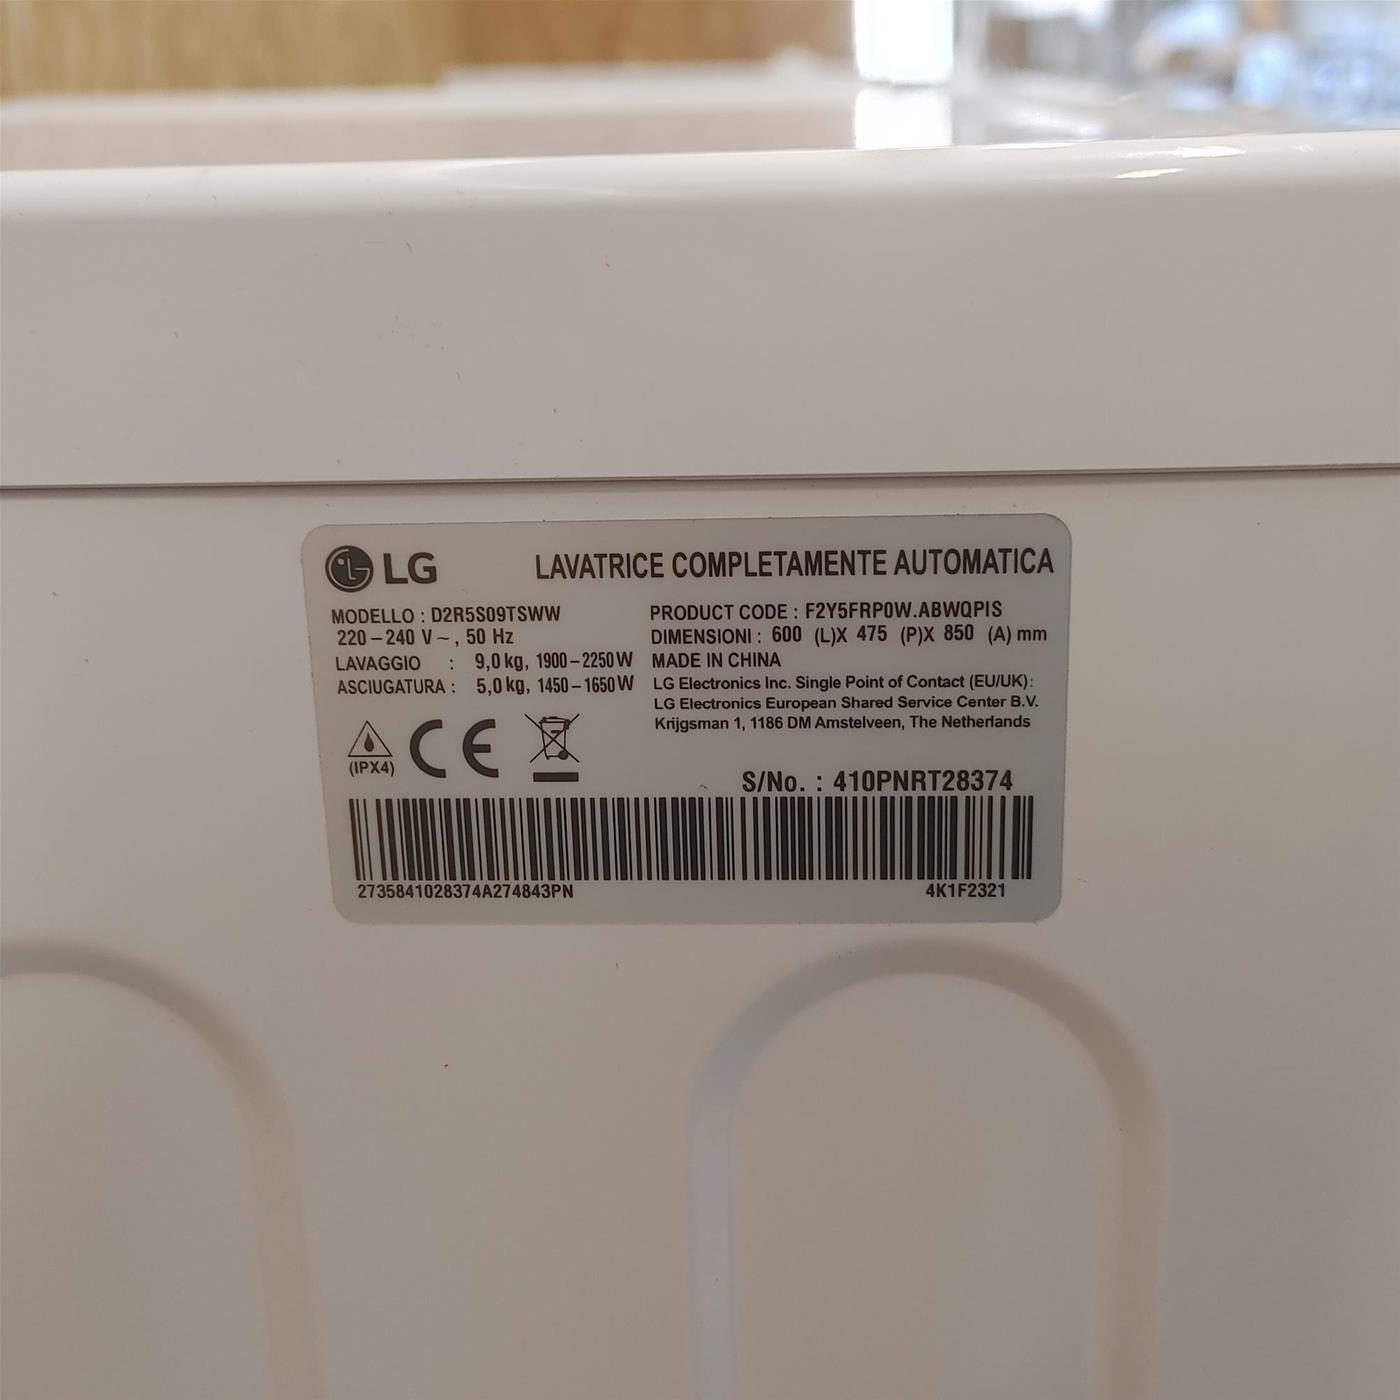 LG LAVATRICE COMPLETAMENTE AUTOMATICA
MODELLO : D2R5S09TSWW
220-240 V~, 50 Hz
LAVAGGIO : 9,0 kg, 1900-2250W
ASCIUGATURA : 5,0 kg, 1450-1650W
PRODUCT CODE : F2Y5FRP0W.ABWQPIS
DIMENSIONI : 600 (L)X 475 (P)X 850 (A) mm
MADE IN CHINA
LG Electronics Inc. Single Point of Contact (EU/UK):
LG Electronics European Shared Service Center B.V.
Krijgsman 1, 1186 DM Amstelveen, The Netherlands
(IPX4) CE
S/No. : 410PNRT28374
2735841028374A274843PN 4K1F2321